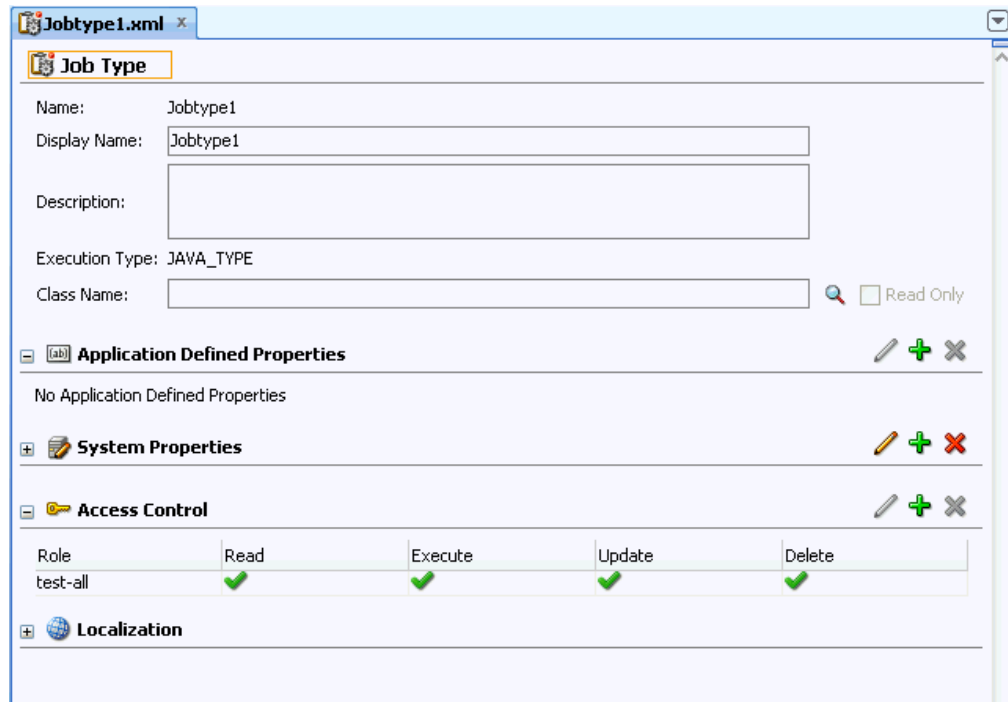 Jobtype1.xml x
Job Type
Name: Jobtype1
Display Name: Jobtype1
Description:
Execution Type: JAVA_TYPE
Class Name: Read Only
(ab) Application Defined Properties
No Application Defined Properties
System Properties
Access Control
Role Read Execute Update Delete
test-all
Localization